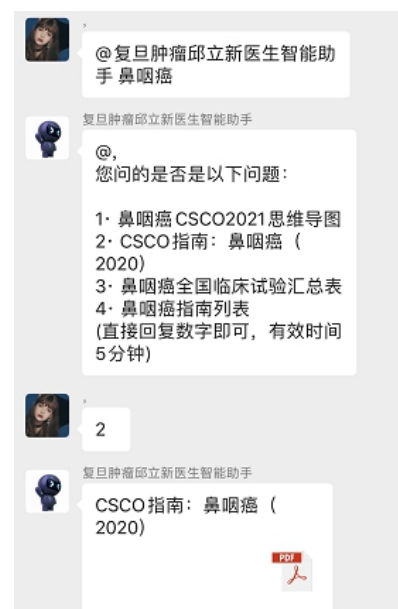 ,
@复旦肿瘤邱立新医生智能助
手 鼻咽癌
复旦肿瘤邱立新医生智能助手
@,
您问的是否是以下问题：
1· 鼻咽癌CSCO2021思维导图
2· CSCO指南：鼻咽癌（
2020)
3· 鼻咽癌全国临床试验汇总表
4· 鼻咽癌指南列表
(直接回复数字即可，有效时间
5分钟)
,
2
复旦肿瘤邱立新医生智能助手
CSCO指南：鼻咽癌（
2020)
PDF